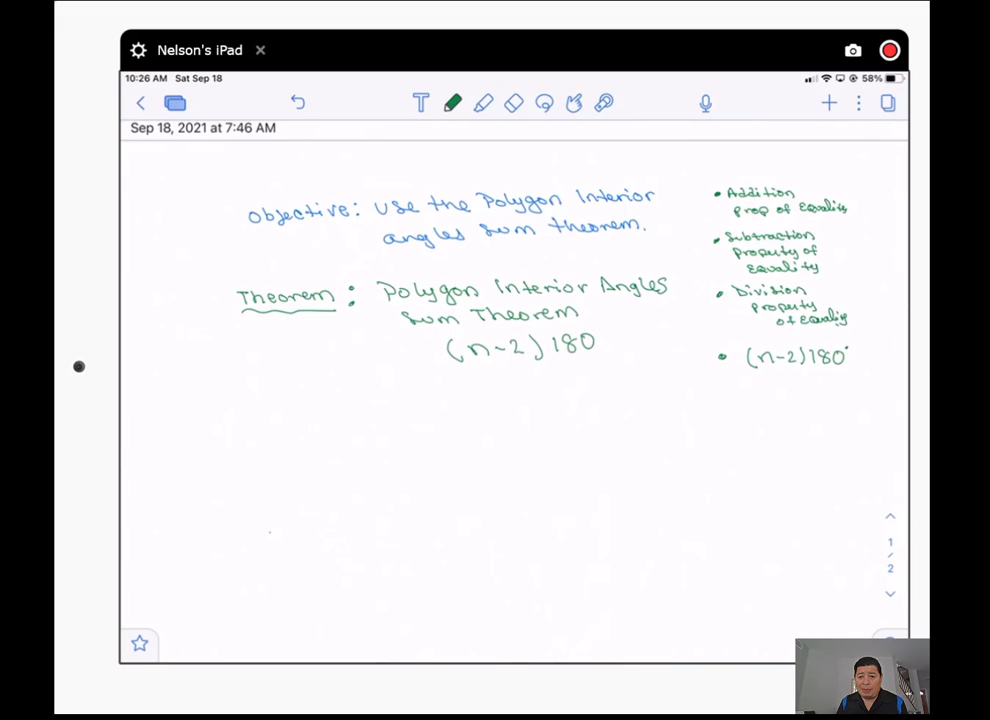 Nelson's iPad
10:26 AM Sat Sep 18
58%
T
Sep 18, 2021 at 7:46 AM
Objective: Use the Polygon Interior
angles sum theorem.
Theorem: Polygon Interior Angles
Sum Theorem
(n-2) 180
• Addition
Prop of Equality
• Subtraction
Property of
Equality
• Division
Property
of Equality
• (n-2)180°
1
/
2